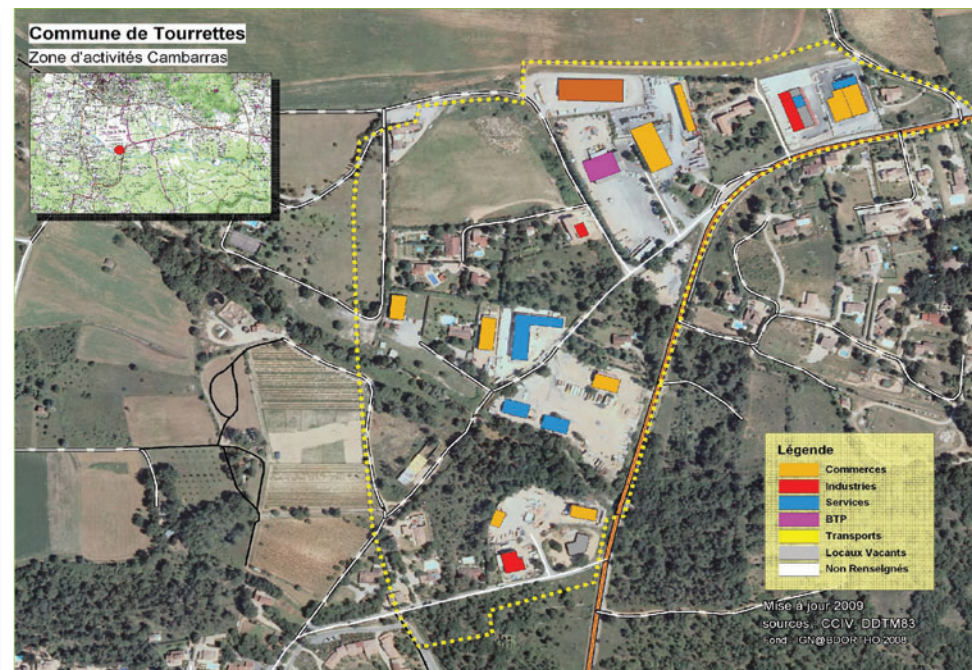 Commune de Tourrettes
Zone d'activités Cambarras
Légende
Commerces
Industries
Services
BTP
Transports
Locaux Vacants
Non Renseignés
Mise à jour 2009
sources : CCIV, DDTM83
Fond : IGN@BDORTHO 2008